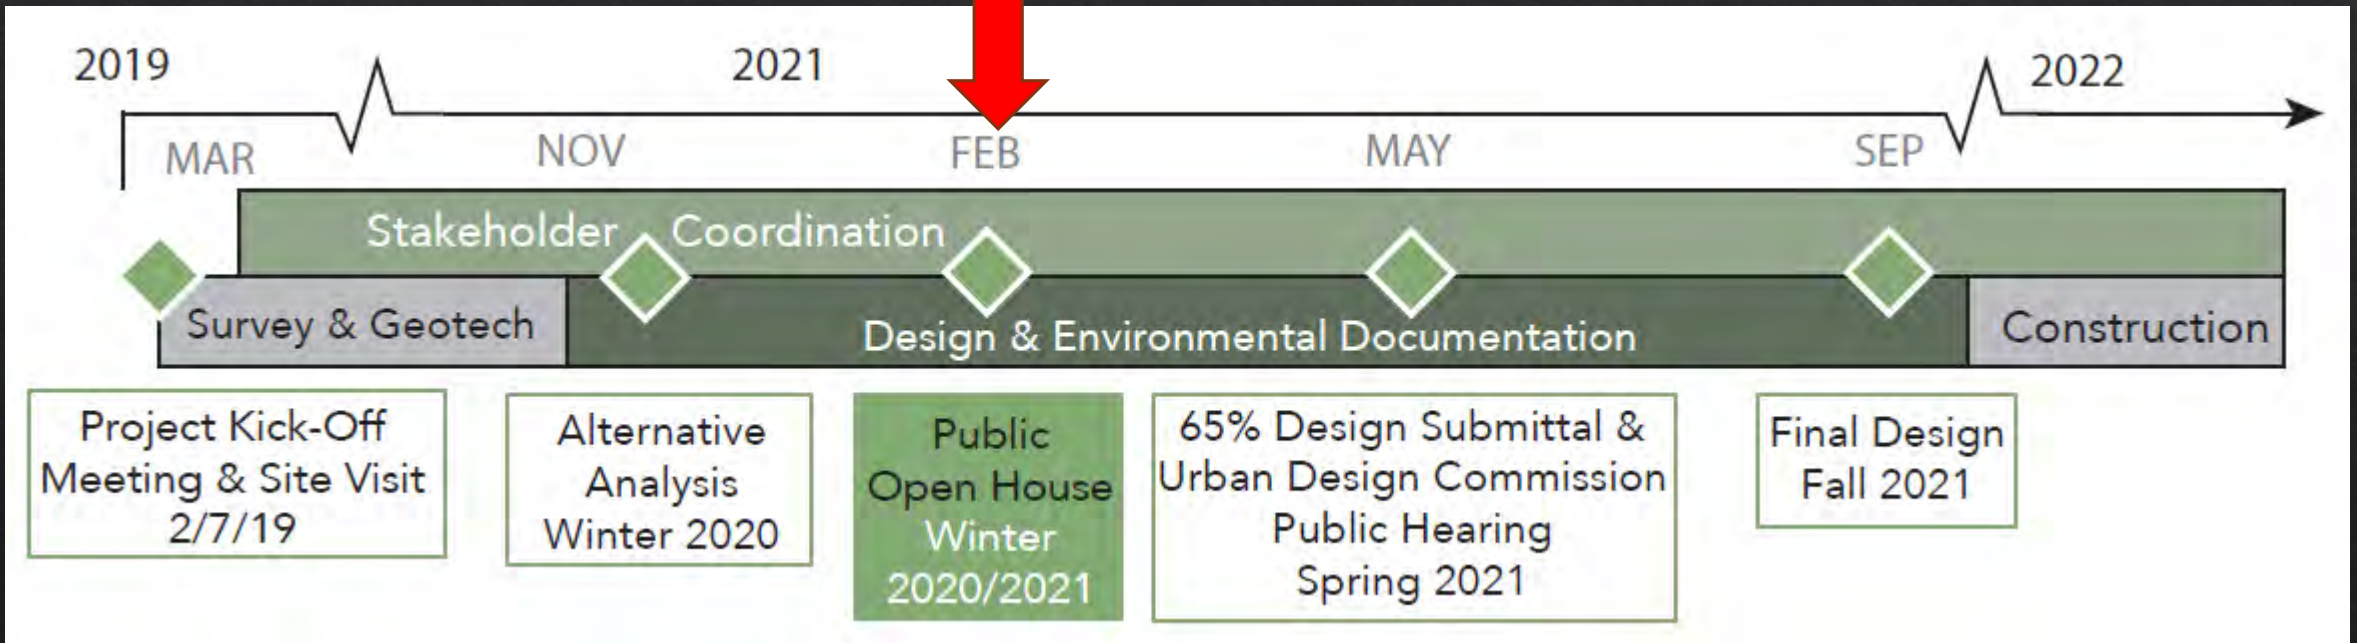 2019
2021
2022
MAR
NOV
FEB
MAY
SEP
Stakeholder Coordination
Survey & Geotech
Design & Environmental Documentation
Construction
Project Kick-Off
Meeting & Site Visit
2/7/19
Alternative
Analysis
Winter 2020
Public
Open House
Winter
2020/2021
65% Design Submittal &
Urban Design Commission
Public Hearing
Spring 2021
Final Design
Fall 2021